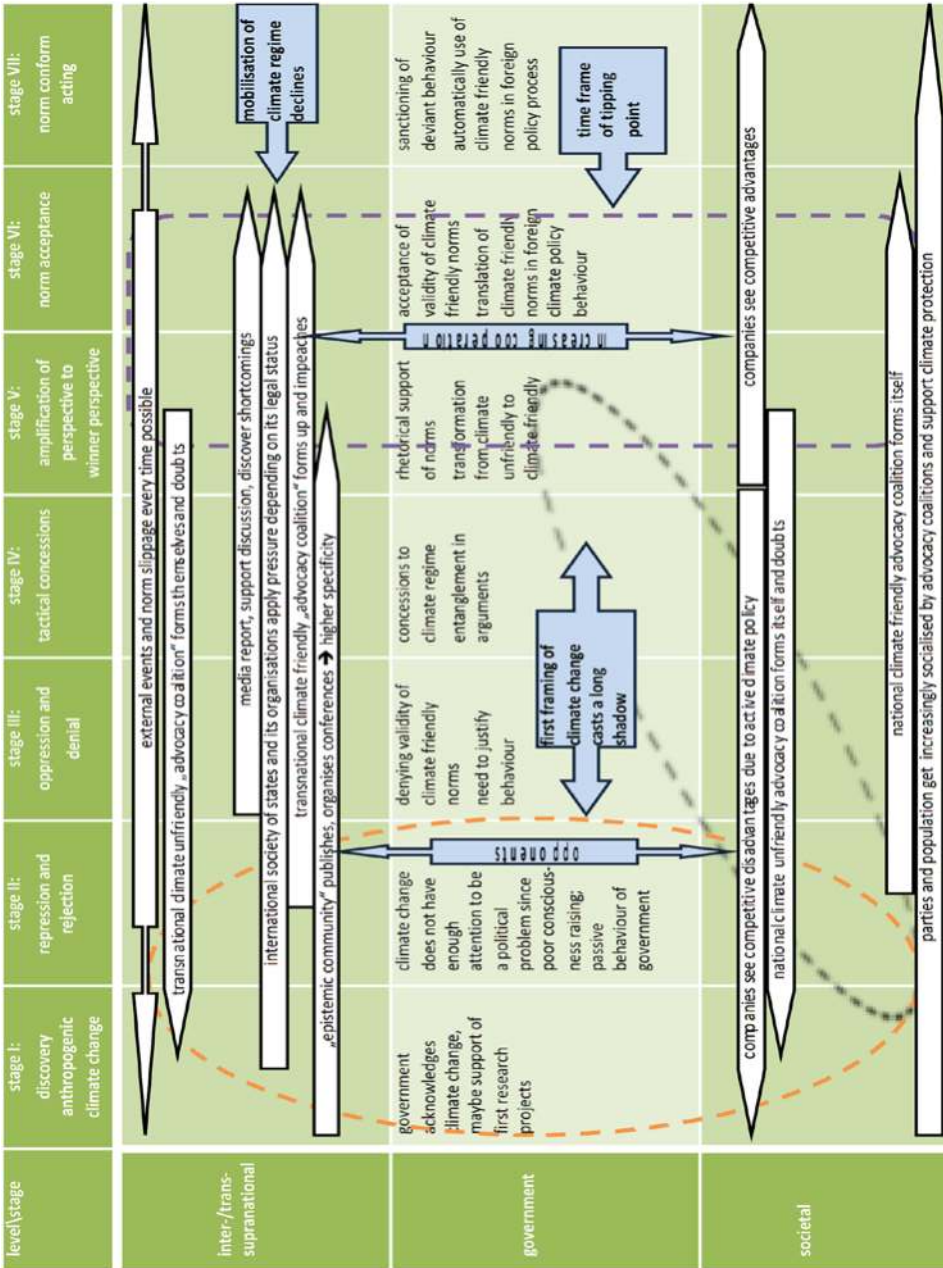 level\stage
stage I:
discovery
anthropogenic
climate change
stage II:
repression and
rejection
stage III:
oppression and
denial
stage IV:
tactical concessions
stage V:
amplification of
perspective to
winner perspective
stage VI:
norm acceptance
stage VII:
norm conform
acting
inter-/trans-
supranational
external events and norm slippage every time possible
transnational climate unfriendly „advocacy coalition“ forms themselves and doubts
media report, support discussion, discover shortcomings
international society of states and its organisations apply pressure depending on its legal status
transnational climate friendly „advocacy coalition“ forms up and impeaches
„epistemic community“ publishes, organises conferences ➔ higher specificity
mobilisation of
climate regime
declines
government
government
acknowledges
climate change,
maybe support of
first research
projects
climate change
does not have
enough
attention to be
a political
problem since
poor conscious-
ness raising;
passive
behaviour of
government
opponents
denying validity of
climate friendly
norms
need to justify
behaviour
concessions to
climate regime
entanglement in
arguments
first framing of
climate change
casts a long
shadow
rhetorical support
of norms
transformation
from climate
unfriendly to
climate friendly
increasing cooperation
acceptance of
validity of climate
friendly norms
translation of
climate friendly
norms in foreign
climate policy
behaviour
sanctioning of
deviant behaviour
automatically use of
climate friendly
norms in foreign
policy process
time frame
of tipping
point
societal
companies see competitive disadvantages due to active climate policy
companies see competitive advantages
national climate unfriendly advocacy coalition forms itself and doubts
national climate friendly advocacy coalition forms itself
parties and population get increasingly socialised by advocacy coalitions and support climate protection